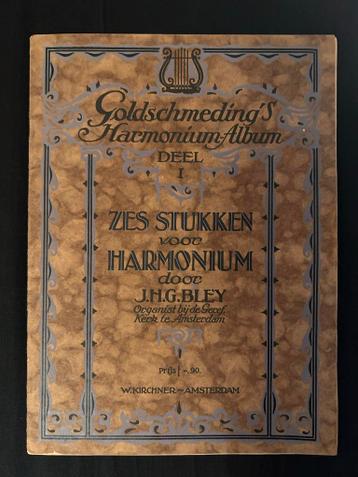 Goldschmeding'S
Harmonium-Album
DEEL
I
ZES STUKKEN
voor
HARMONIUM
door
J.H.G.BLEY
Organist bij de Geref.
Kerk te Amsterdam
Prijs f -.90.
W.KIRCHNER-AMSTERDAM